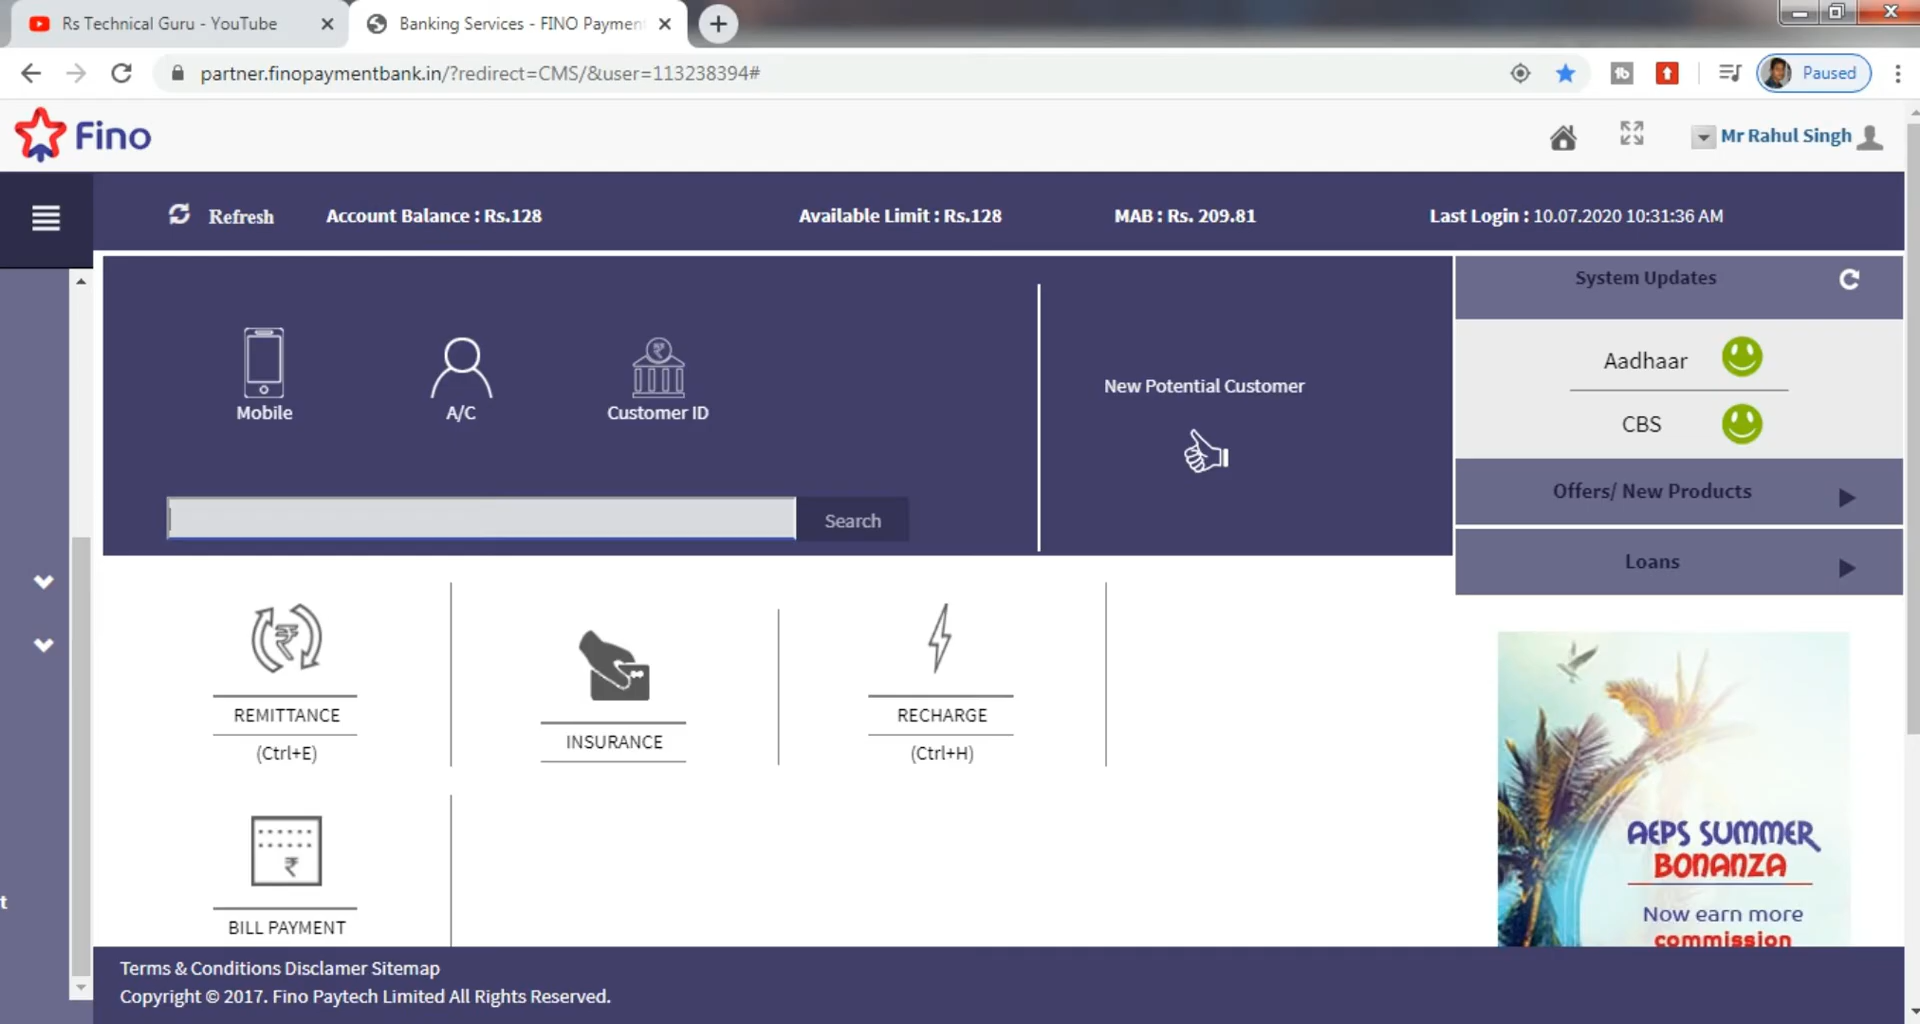 Rs Technical Guru - YouTube
Banking Services - FINO Paymen
partner.finopaymentbank.in/?redirect=CMS/&user=113238394#
Paused
Fino
Mr Rahul Singh
Refresh
Account Balance : Rs.128
Available Limit : Rs.128
MAB : Rs. 209.81
Last Login : 10.07.2020 10:31:36 AM
Mobile
A/C
Customer ID
New Potential Customer
Search
System Updates
Aadhaar
CBS
Offers/ New Products
Loans
REMITTANCE
(Ctrl+E)
INSURANCE
RECHARGE
(Ctrl+H)
BILL PAYMENT
AEPS SUMMER
BONANZA
Now earn more
commission
t
Terms & Conditions Disclamer Sitemap
Copyright © 2017. Fino Paytech Limited All Rights Reserved.